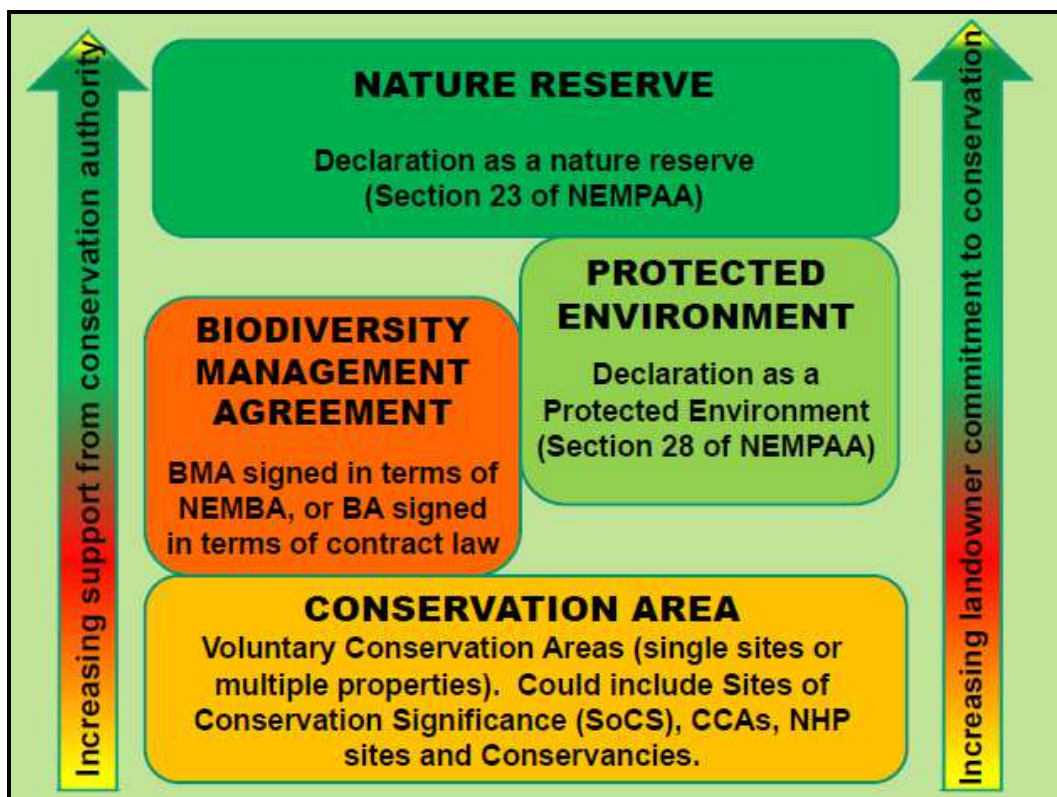 Increasing support from conservation authority
NATURE RESERVE
Declaration as a nature reserve
(Section 23 of NEMPAA)
PROTECTED
ENVIRONMENT
Declaration as a
Protected Environment
(Section 28 of NEMPAA)
BIODIVERSITY
MANAGEMENT
AGREEMENT
BMA signed in terms of
NEMBA, or BA signed
in terms of contract law
CONSERVATION AREA
Voluntary Conservation Areas (single sites or
multiple properties).  Could include Sites of
Conservation Significance (SoCS), CCAs, NHP
sites and Conservancies.
Increasing landowner commitment to conservation